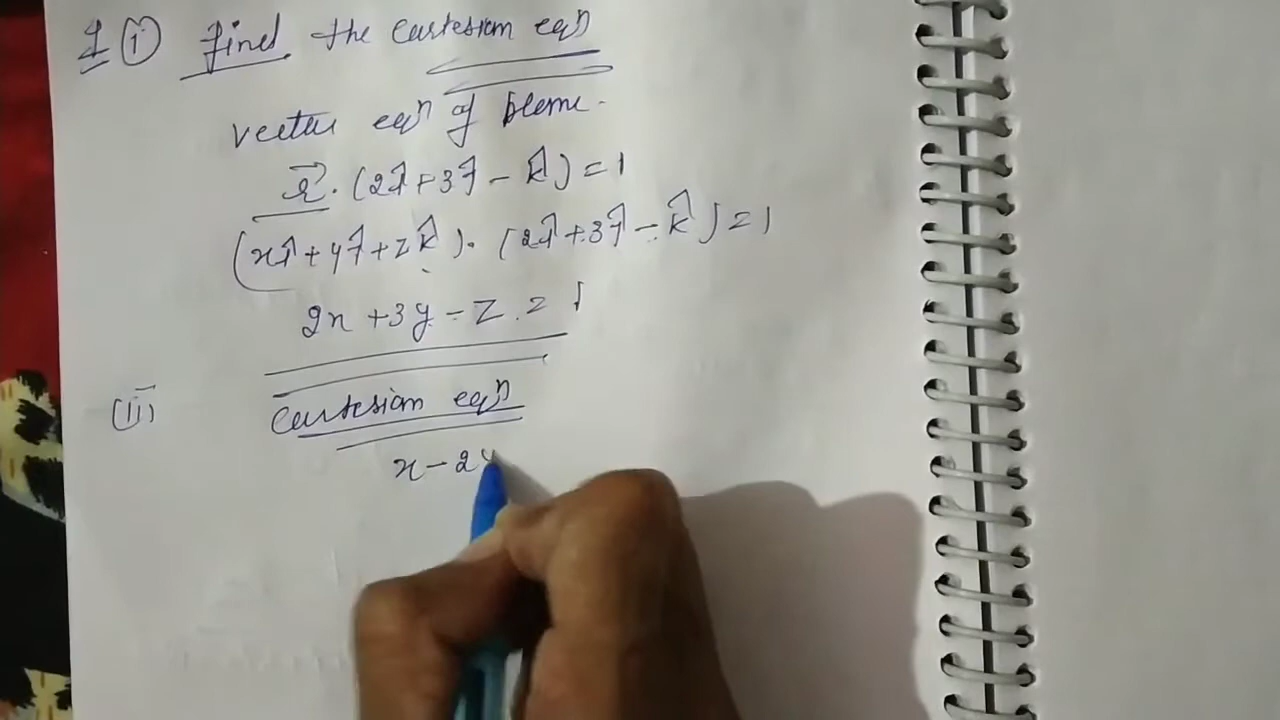 1 (i) find the cartesian eqn
vector eqn of plane.
r⃗. (2î+3ĵ - k̂) = 1
(xî+yĵ+zk̂). (2î+3ĵ - k̂) = 1
2x +3y - z = 1
(ii) Cartesian eqn
x - 2y